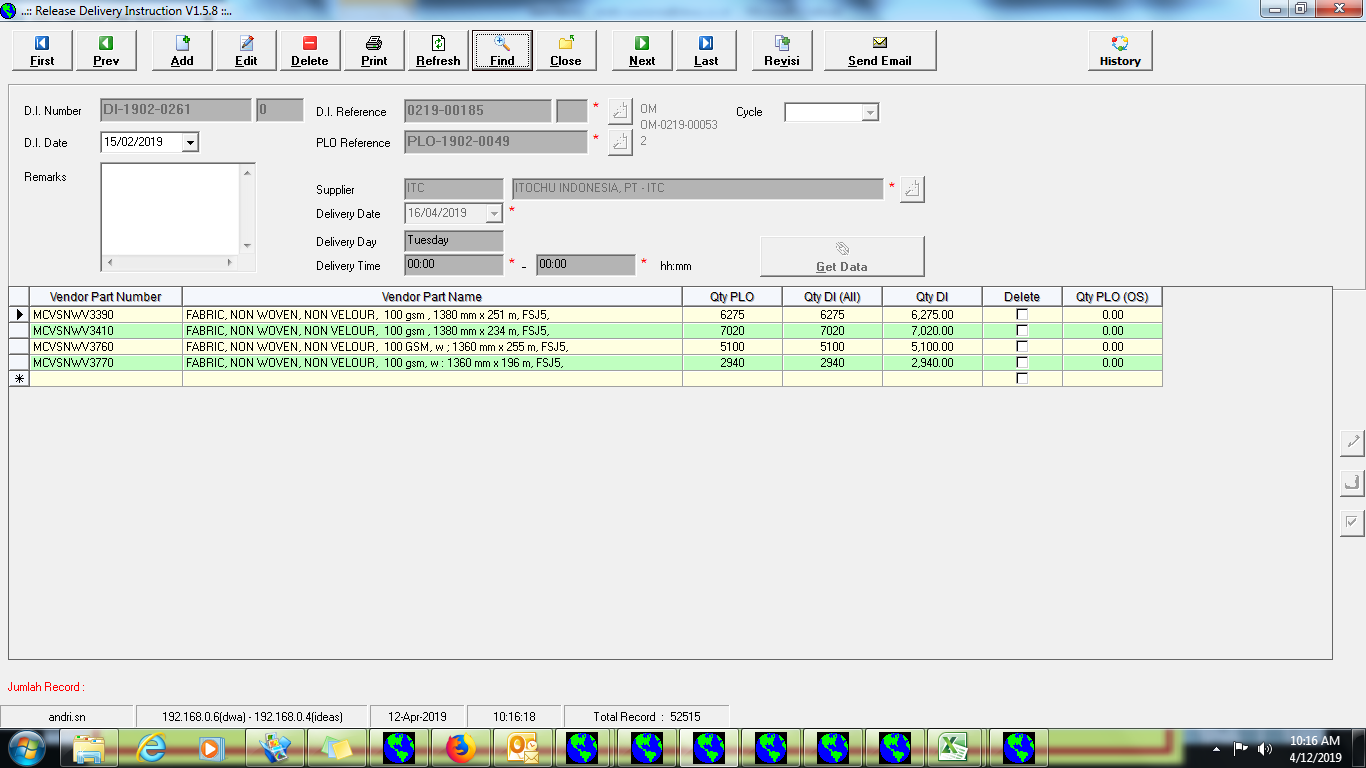 ..:: Release Delivery Instruction V1.5.8 ::..
First Prev Add Edit Delete Print Refresh Find Close Next Last Revisi Send Email History
D.I. Number DI-1902-0261 0 D.I. Reference 0219-00185 * OM Cycle
OM-0219-00053
D.I. Date 15/02/2019 PLO Reference PLO-1902-0049 * 2
Remarks
Supplier ITC ITOCHU INDONESIA, PT - ITC *
Delivery Date 16/04/2019 *
Delivery Day Tuesday
Delivery Time 00:00 * - 00:00 * hh:mm Get Data
Vendor Part Number Vendor Part Name Qty PLO Qty DI (All) Qty DI Delete Qty PLO (OS)
MCVSNWV3390 FABRIC, NON WOVEN, NON VELOUR, 100 gsm , 1380 mm x 251 m, FSJ5, 6275 6275 6,275.00 0.00
MCVSNWV3410 FABRIC, NON WOVEN, NON VELOUR, 100 gsm , 1380 mm x 234 m, FSJ5, 7020 7020 7,020.00 0.00
MCVSNWV3760 FABRIC, NON WOVEN, NON VELOUR, 100 GSM, w ; 1360 mm x 255 m, FSJ5, 5100 5100 5,100.00 0.00
MCVSNWV3770 FABRIC, NON WOVEN, NON VELOUR, 100 gsm, w : 1360 mm x 196 m, FSJ5, 2940 2940 2,940.00 0.00
Jumlah Record :
andri.sn 192.168.0.6(dwa) - 192.168.0.4(ideas) 12-Apr-2019 10:16:18 Total Record : 52515
10:16 AM
4/12/2019